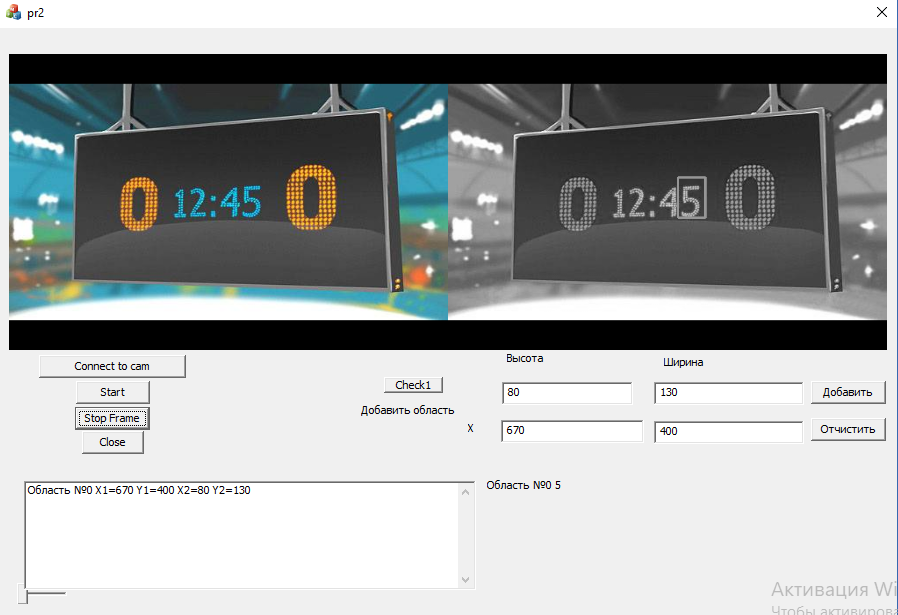 pr2
0 12:45 0
0 12:45 0
Connect to cam
Start
Stop Frame
Close
Check1
Добавить область
X
Высота
Ширина
80
130
Добавить
670
400
Отчистить
Область №0 X1=670 Y1=400 X2=80 Y2=130
Область №0 5
Активация Wi
Чтобы активирова